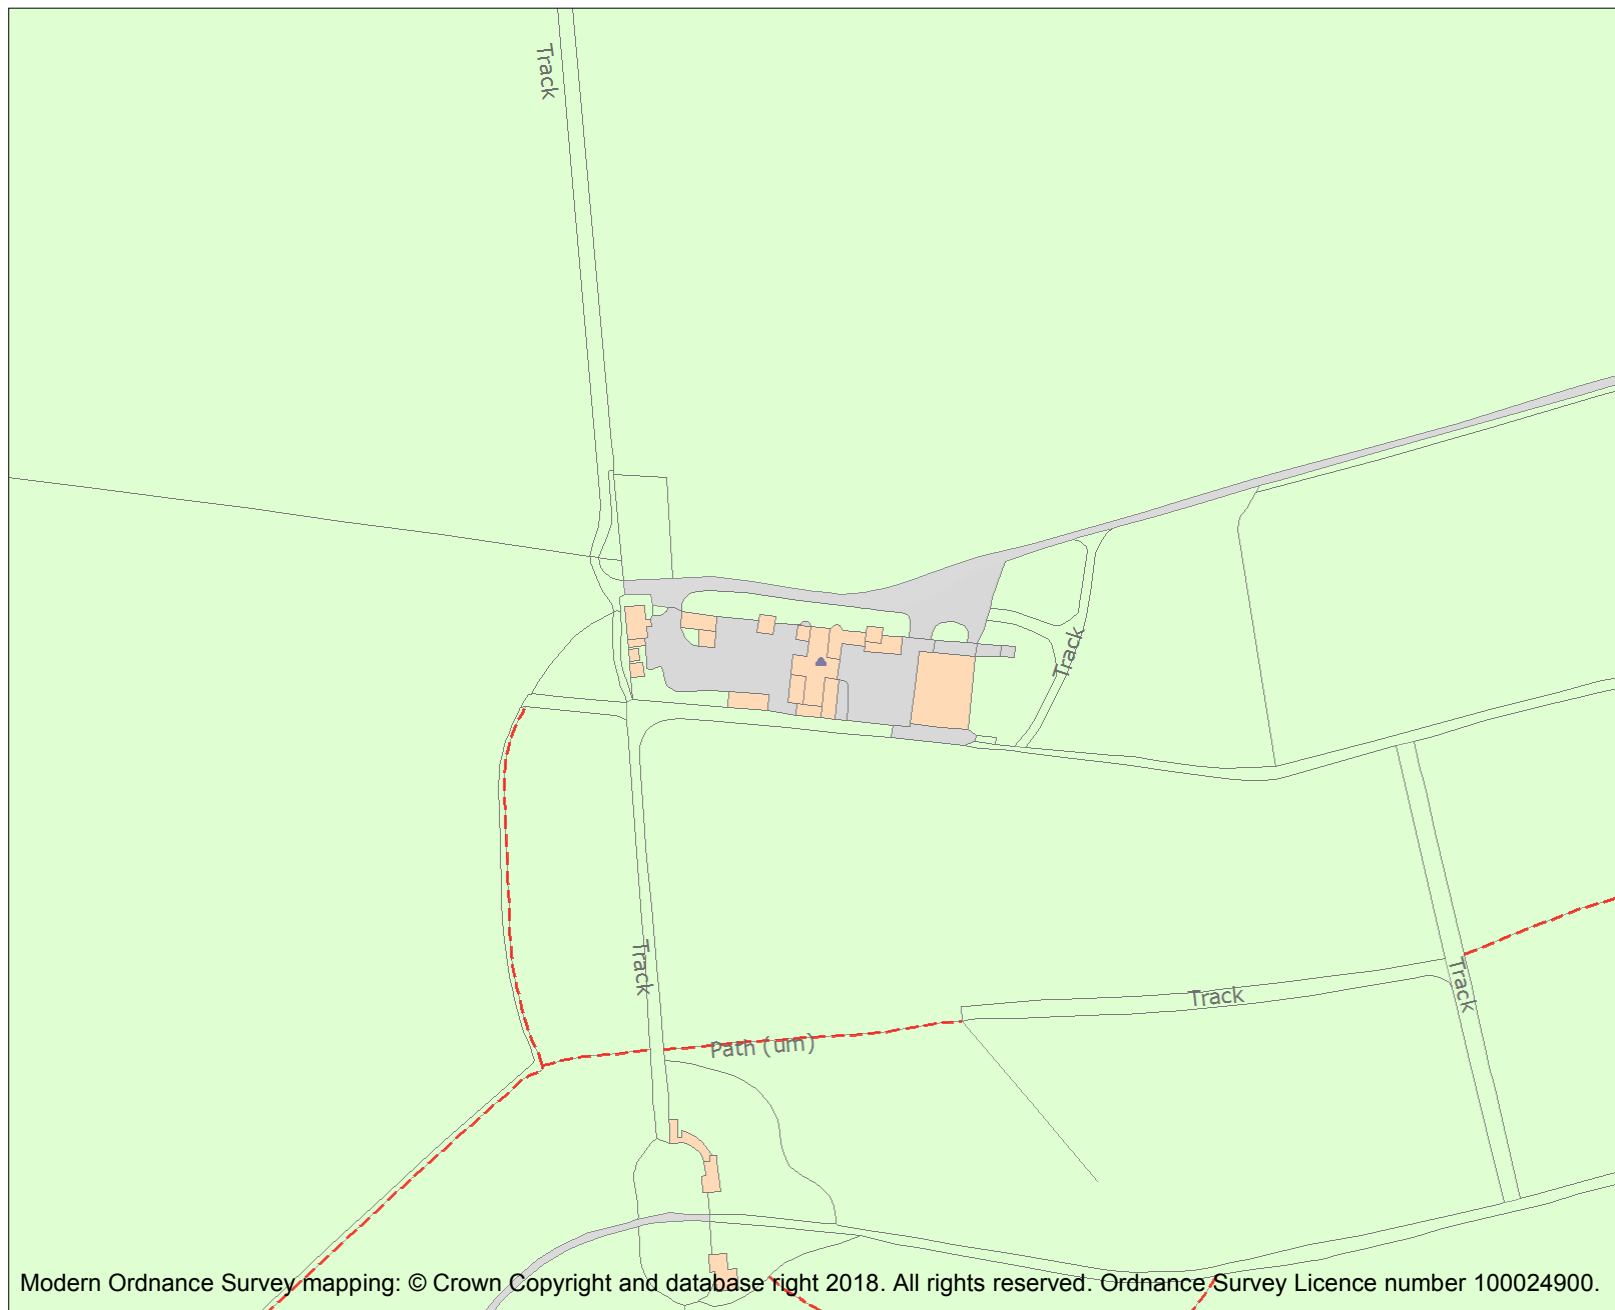 Track
Track
Track
Track
Track
Path (um)
Modern Ordnance Survey mapping: © Crown Copyright and database right 2018. All rights reserved. Ordnance Survey Licence number 100024900.